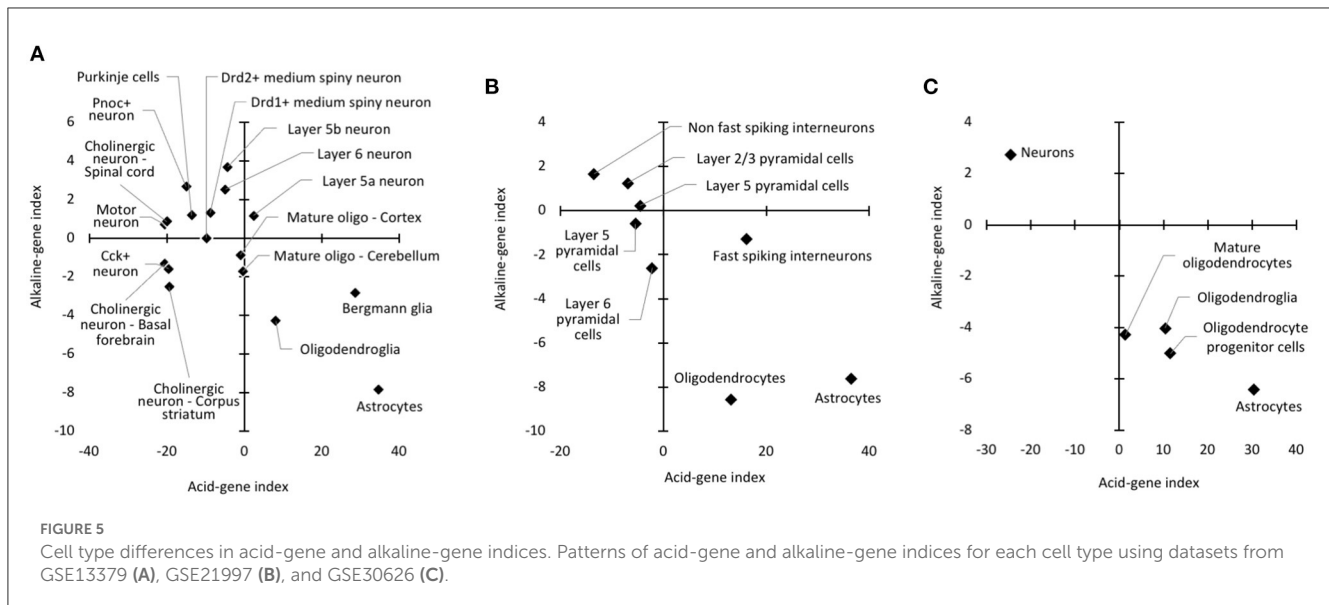 A
Purkinje cells
Drd2+ medium spiny neuron
Pnoc+
neuron
Drd1+ medium spiny neuron
Cholinergic
neuron -
Spinal cord
Layer 5b neuron
Layer 6 neuron
Layer 5a neuron
Motor
neuron
Mature oligo - Cortex
Cck+
neuron
Mature oligo - Cerebellum
Cholinergic
neuron - Basal
forebrain
Bergmann glia
Oligodendroglia
Cholinergic
neuron - Corpus
striatum
Astrocytes
Alkaline-gene index
6
4
2
0
-2
-4
-6
-8
-10
-40
-20
0
20
40
Acid-gene index
B
Non fast spiking interneurons
Layer 2/3 pyramidal cells
Layer 5 pyramidal cells
Layer 5
pyramidal
cells
Fast spiking interneurons
Layer 6
pyramidal
cells
Oligodendrocytes
Astrocytes
Alkaline-gene index
4
2
0
-2
-4
-6
-8
-10
-20
0
20
40
Acid-gene index
C
Neurons
Mature
oligodendrocytes
Oligodendroglia
Oligodendrocyte
progenitor cells
Astrocytes
Alkaline-gene index
4
2
0
-2
-4
-6
-8
-30
-20
-10
0
10
20
30
40
Acid-gene index
FIGURE 5
Cell type differences in acid-gene and alkaline-gene indices. Patterns of acid-gene and alkaline-gene indices for each cell type using datasets from
GSE13379 (A), GSE21997 (B), and GSE30626 (C).